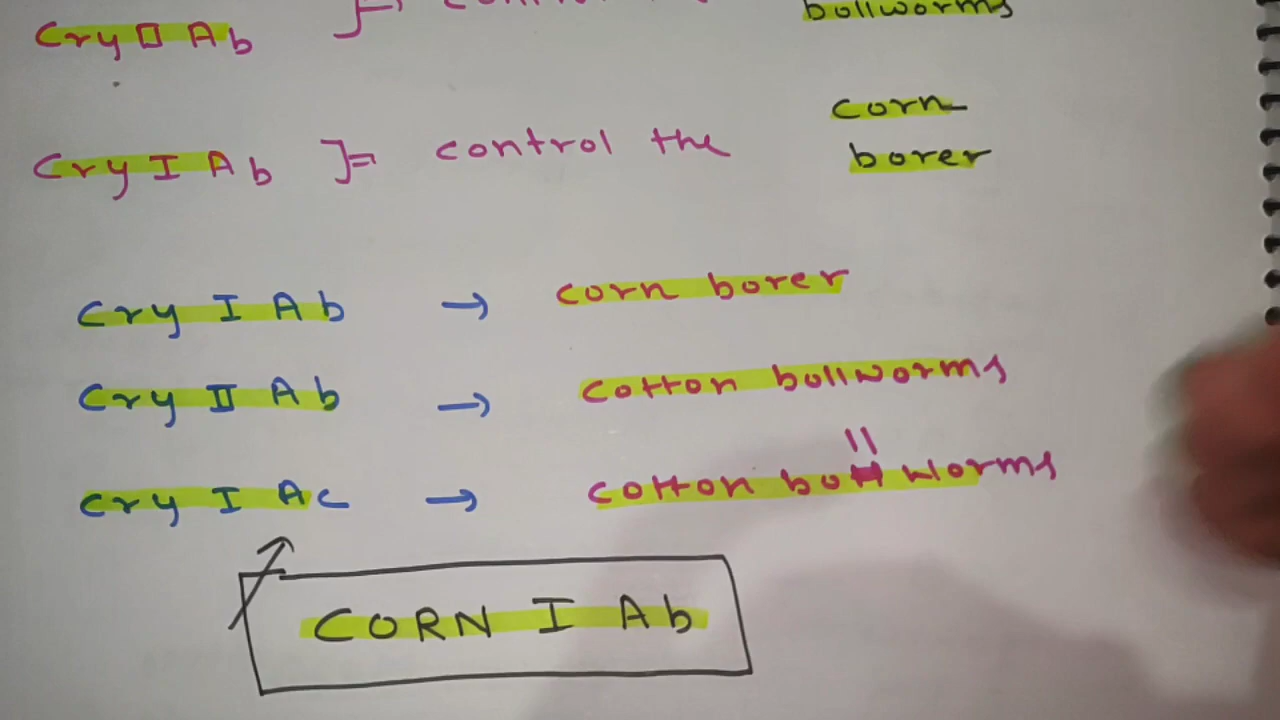 bollworms
Cry II Ab
Cry I Ab ]= control the corn borer
Cry I Ab → corn borer
Cry II Ab → cotton bollworms
Cry I Ac → cotton bollworms
CORN I Ab